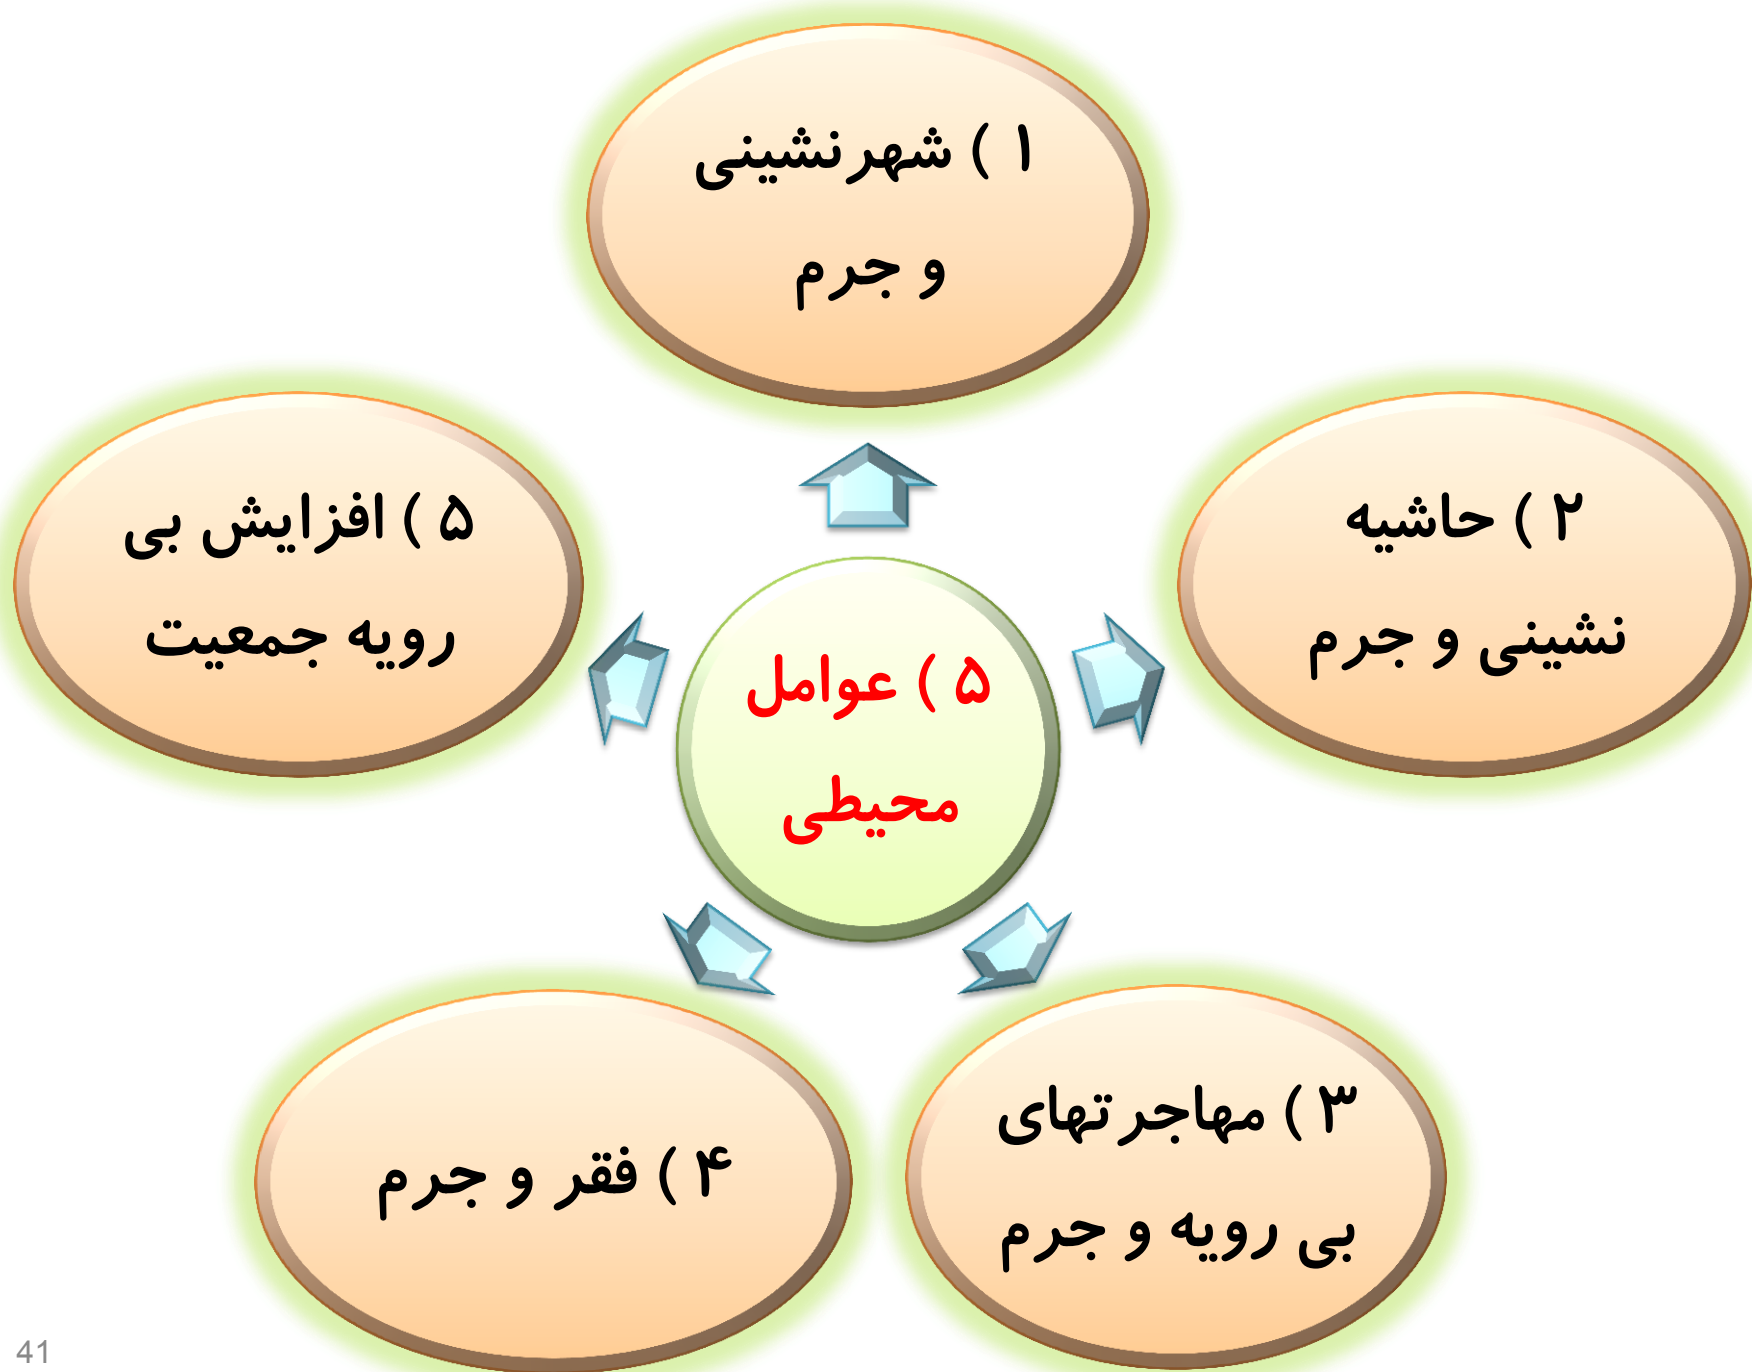 ۱ ) شهرنشینی
و جرم
۲ ) حاشیه
نشینی و جرم
۳ ) مهاجرتهای
بی رویه و جرم
۴ ) فقر و جرم
۵ ) افزایش بی
رویه جمعیت
۵ ) عوامل
محیطی
41